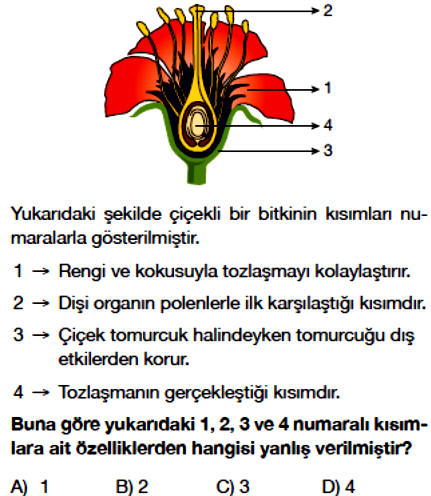 2
1
4
3
Yukarıdaki şekilde çiçekli bir bitkinin kısımları nu-
maralarla gösterilmiştir.
1 → Rengi ve kokusuyla tozlaşmayı kolaylaştırır.
2 → Dişi organın polenlerle ilk karşılaştığı kısımdır.
3 → Çiçek tomurcuk halindeyken tomurcuğu dış
etkilerden korur.
4 → Tozlaşmanın gerçekleştiği kısımdır.
Buna göre yukarıdaki 1, 2, 3 ve 4 numaralı kısım-
lara ait özelliklerden hangisi yanlış verilmiştir?
A) 1 B) 2 C) 3 D) 4